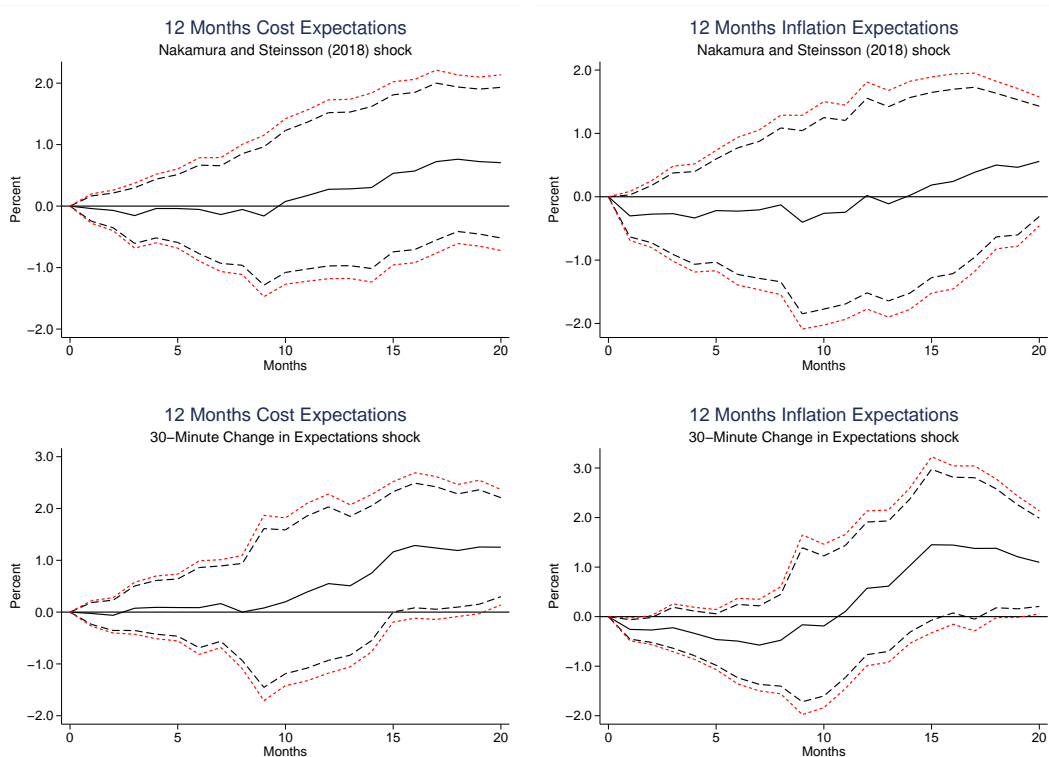 12 Months Cost Expectations
Nakamura and Steinsson (2018) shock
Percent
2.0
1.0
0.0
−1.0
−2.0
0 5 10 15 20
Months
12 Months Inflation Expectations
Nakamura and Steinsson (2018) shock
Percent
2.0
1.0
0.0
−1.0
−2.0
0 5 10 15 20
Months
12 Months Cost Expectations
30−Minute Change in Expectations shock
Percent
3.0
2.0
1.0
0.0
−1.0
−2.0
0 5 10 15 20
Months
12 Months Inflation Expectations
30−Minute Change in Expectations shock
Percent
3.0
2.0
1.0
0.0
−1.0
−2.0
0 5 10 15 20
Months